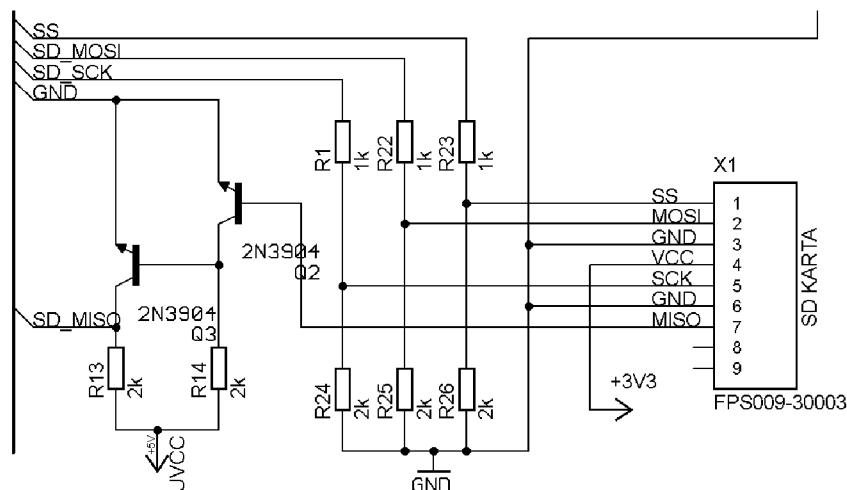 SS
SD_MOSI
SD_SCK
GND
R1
1k
R22
1k
R23
1k
X1
SS
1
MOSI
2
GND
3
VCC
4
SCK
5
GND
6
MISO
7
8
9
SD KARTA
FPS009-30003
2N3904
Q2
2N3904
Q3
SD_MISO
R13
2k
R14
2k
R24
2k
R25
2k
R26
2k
+3V3
+5V
UVCC
GND